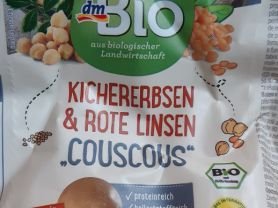 dm
BIO
aus biologischer
Landwirtschaft
KICHERERBSEN
& ROTE LINSEN
„COUSCOUS“
BIO
✓ proteinreich